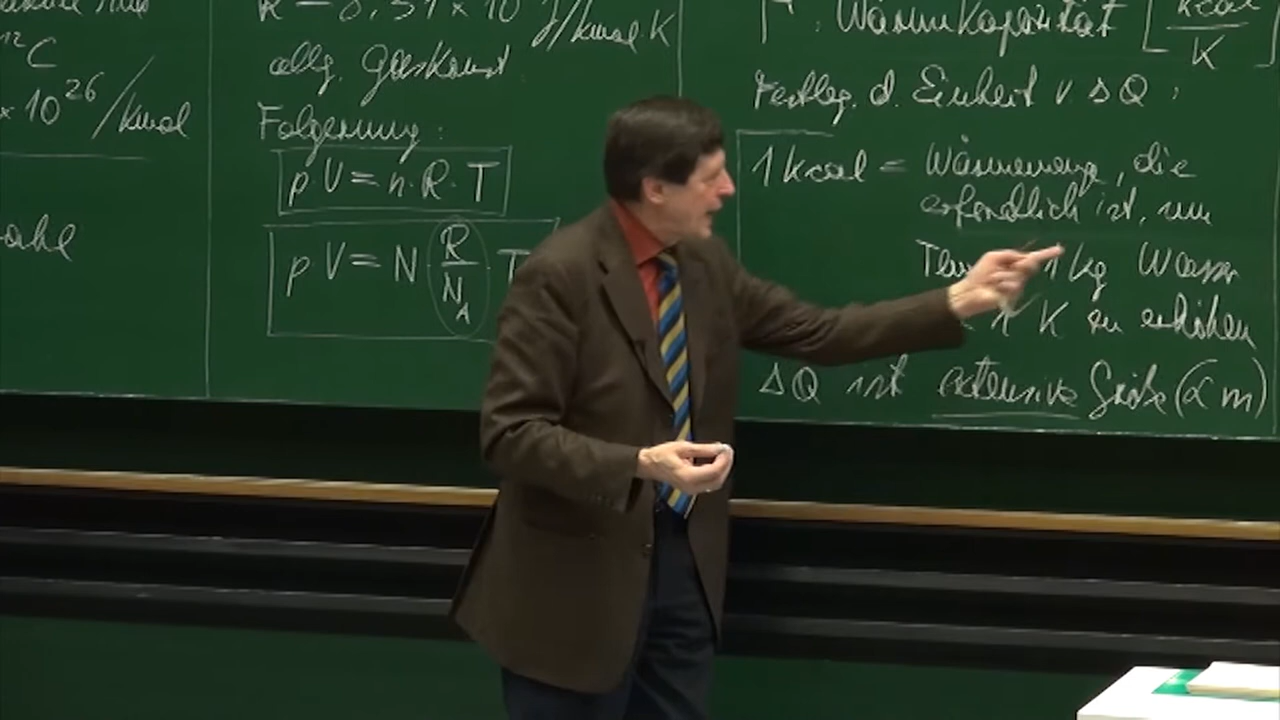 ¹²C
× 10²⁶ / kmol
R = 8,31 × 10 J/kmol K
allg. Gaskonst.
Folgerung:
p·V = n·R·T
p·V = N R/N_A T
Γ : Wärmekapazität [kcal/K]
Festleg. d. Einheit v ΔQ :
1 kcal = Wärmemenge, die
erforderlich ist, um
1 kg Wasser
1 K zu erhöhen
ΔQ ist extensive Größe (∝ m)